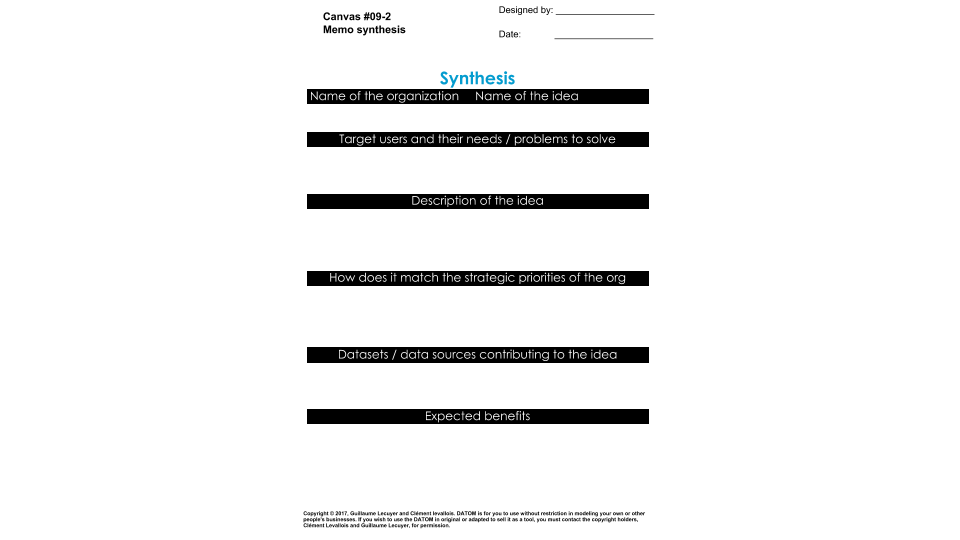 Canvas #09-2
Memo synthesis
Designed by: ____________________
Date: ____________________
Synthesis
Name of the organization Name of the idea
Target users and their needs / problems to solve
Description of the idea
How does it match the strategic priorities of the org
Datasets / data sources contributing to the idea
Expected benefits
Copyright © 2017, Guillaume Lecuyer and Clément levallois. DATOM is for you to use without restriction in modeling your own or other
people's businesses. If you wish to use the DATOM in original or adapted to sell it as a tool, you must contact the copyright holders,
Clément Levallois and Guillaume Lecuyer, for permission.